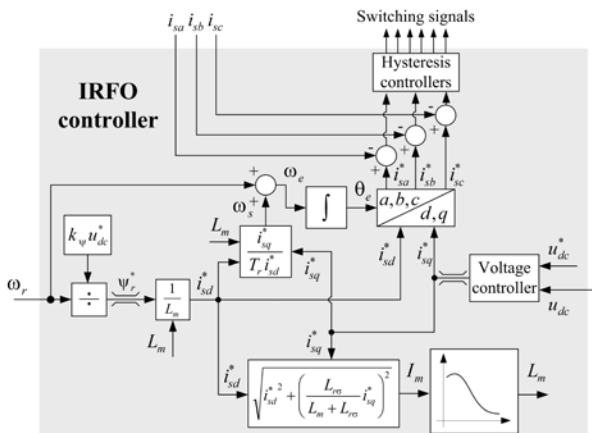 Switching signals
i_sa i_sb i_sc
Hysteresis
controllers
IRFO
controller
- + - + - +
i*_sa i*_sb i*_sc
+ ω_e ∫ θ_e a,b,c
d,q
ω_s +
k_ψ u*_dc
L_m i*_sq / (T_r i*_sd) i*_sq
i*_sd i*_sq
Voltage
controller
u*_dc
u_dc
ω_r ÷ ψ*_r 1/L_m i*_sd
L_m
i*_sd i*_sq
√(i*_sd² + (L_rσ / (L_m + L_rσ) i*_sq)²) I_m L_m